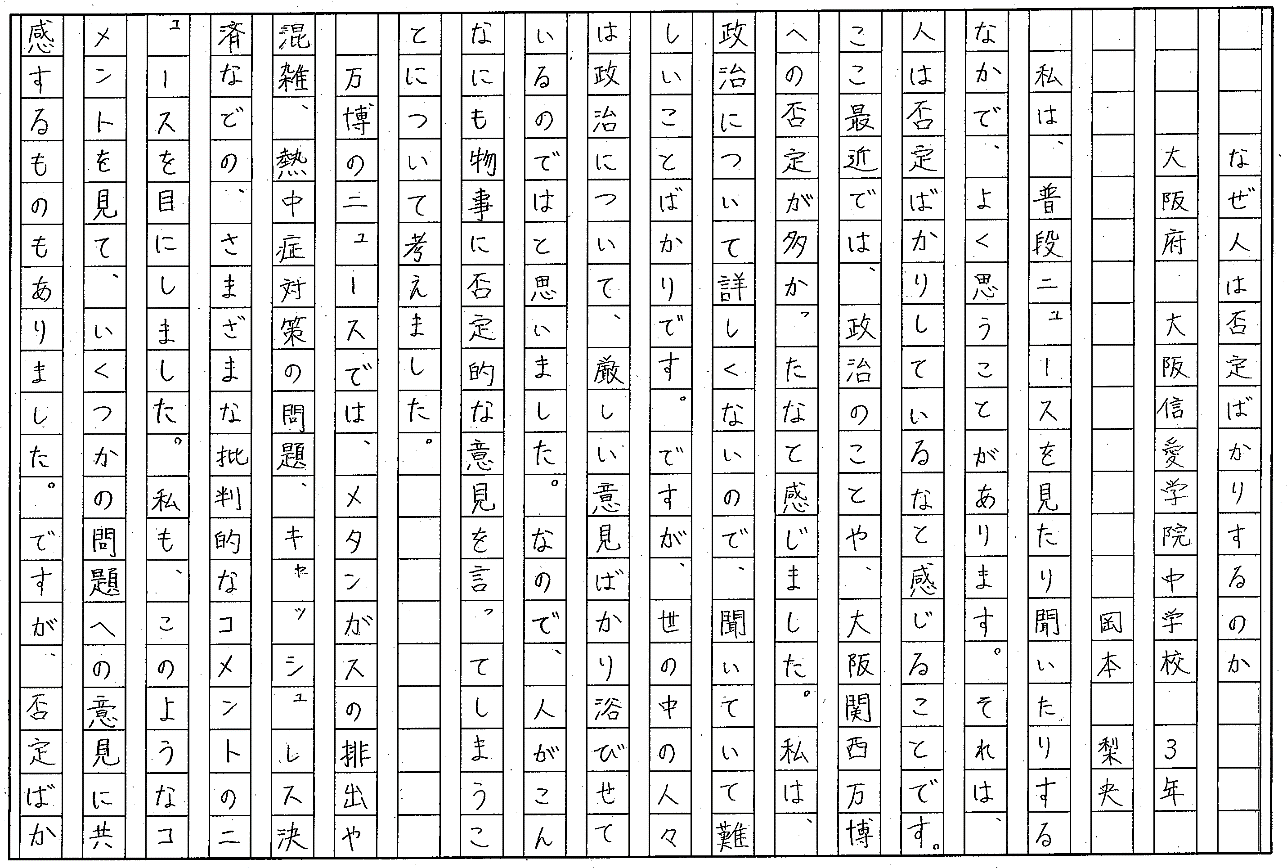 なぜ人は否定ばかりするのか
大阪府 大阪信愛学院中学校 3年
岡本 梨央
私は、普段ニュースを見たり聞いたりする
なかで、よく思うことがあります。それは、
人は否定ばかりしているなと感じることです。
ここ最近では、政治のことや、大阪関西万博
への否定が多かったなと感じました。私は、
政治について詳しくないので、聞いていて難
しいことばかりです。ですが、世の中の人々
は政治について、厳しい意見ばかり浴びせて
いるのではと思いました。なので、人がこん
なにも物事に否定的な意見を言ってしまうこ
とについて考えました。
万博のニュースでは、メタンガスの排出や
混雑、熱中症対策の問題、キャッシュレス決
済などの、さまざまな批判的なコメントのニ
ュースを目にしました。私も、このようなコ
メントを見て、いくつかの問題への意見に共
感するものもありました。ですが、否定ばか